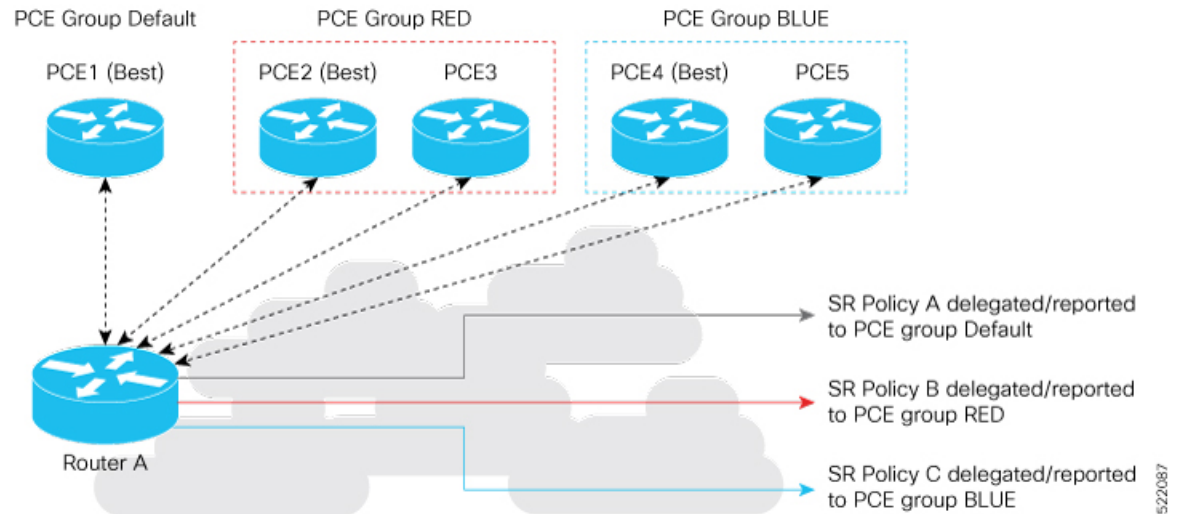 PCE Group Default
PCE Group RED
PCE Group BLUE
PCE1 (Best)
PCE2 (Best)
PCE3
PCE4 (Best)
PCE5
SR Policy A delegated/reported
to PCE group Default
SR Policy B delegated/reported
to PCE group RED
Router A
SR Policy C delegated/reported
to PCE group BLUE
522087